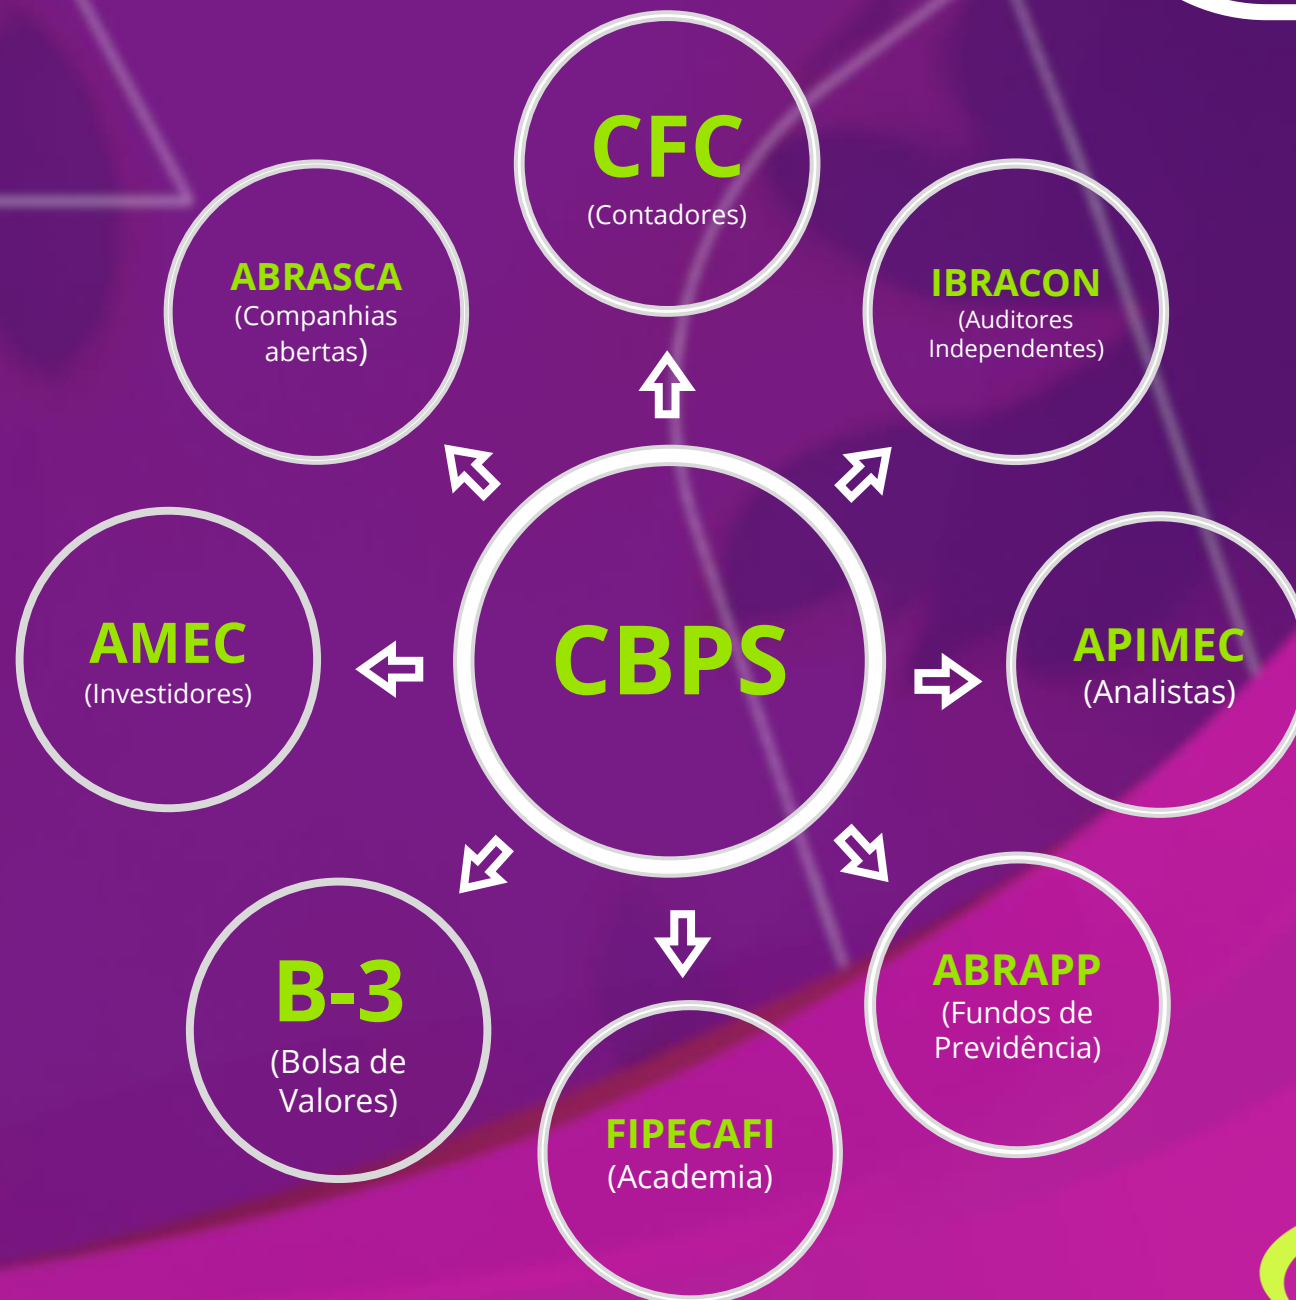 CFC
(Contadores)
ABRASCA
(Companhias
abertas)
IBRACON
(Auditores
Independentes)
AMEC
(Investidores)
CBPS
APIMEC
(Analistas)
B-3
(Bolsa de
Valores)
ABRAPP
(Fundos de
Previdência)
FIPECAFI
(Academia)